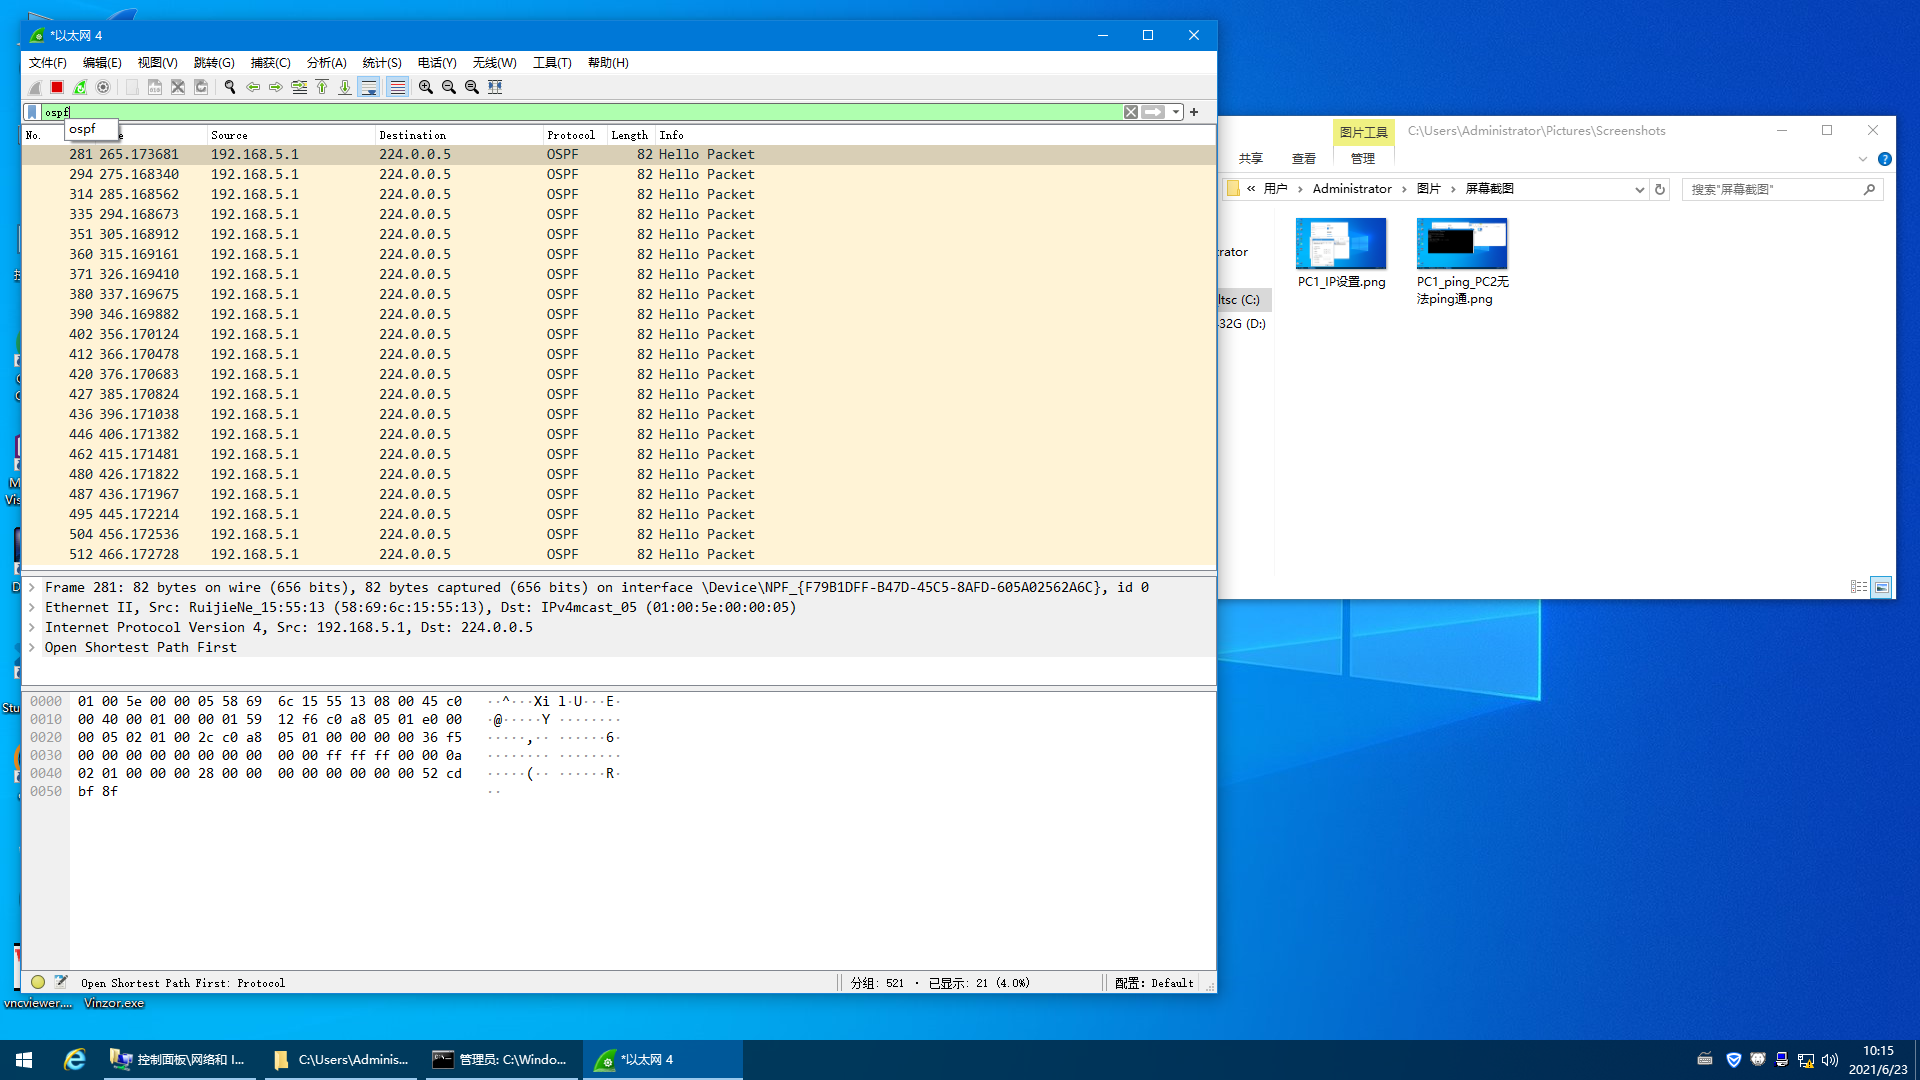 *以太网 4
文件(F) 编辑(E) 视图(V) 跳转(G) 捕获(C) 分析(A) 统计(S) 电话(Y) 无线(W) 工具(T) 帮助(H)
ospf
ospf
No. Source Destination Protocol Length Info
281 265.173681 192.168.5.1 224.0.0.5 OSPF 82 Hello Packet
294 275.168340 192.168.5.1 224.0.0.5 OSPF 82 Hello Packet
314 285.168562 192.168.5.1 224.0.0.5 OSPF 82 Hello Packet
335 294.168673 192.168.5.1 224.0.0.5 OSPF 82 Hello Packet
351 305.168912 192.168.5.1 224.0.0.5 OSPF 82 Hello Packet
360 315.169161 192.168.5.1 224.0.0.5 OSPF 82 Hello Packet
371 326.169410 192.168.5.1 224.0.0.5 OSPF 82 Hello Packet
380 337.169675 192.168.5.1 224.0.0.5 OSPF 82 Hello Packet
390 346.169882 192.168.5.1 224.0.0.5 OSPF 82 Hello Packet
402 356.170124 192.168.5.1 224.0.0.5 OSPF 82 Hello Packet
412 366.170478 192.168.5.1 224.0.0.5 OSPF 82 Hello Packet
420 376.170683 192.168.5.1 224.0.0.5 OSPF 82 Hello Packet
427 385.170824 192.168.5.1 224.0.0.5 OSPF 82 Hello Packet
436 396.171038 192.168.5.1 224.0.0.5 OSPF 82 Hello Packet
446 406.171382 192.168.5.1 224.0.0.5 OSPF 82 Hello Packet
462 415.171481 192.168.5.1 224.0.0.5 OSPF 82 Hello Packet
480 426.171822 192.168.5.1 224.0.0.5 OSPF 82 Hello Packet
487 436.171967 192.168.5.1 224.0.0.5 OSPF 82 Hello Packet
495 445.172214 192.168.5.1 224.0.0.5 OSPF 82 Hello Packet
504 456.172536 192.168.5.1 224.0.0.5 OSPF 82 Hello Packet
512 466.172728 192.168.5.1 224.0.0.5 OSPF 82 Hello Packet
Frame 281: 82 bytes on wire (656 bits), 82 bytes captured (656 bits) on interface \Device\NPF_{F79B1DFF-B47D-45C5-8AFD-605A02562A6C}, id 0
Ethernet II, Src: RuijieNe_15:55:13 (58:69:6c:15:55:13), Dst: IPv4mcast_05 (01:00:5e:00:00:05)
Internet Protocol Version 4, Src: 192.168.5.1, Dst: 224.0.0.5
Open Shortest Path First
0000 01 00 5e 00 00 05 58 69 6c 15 55 13 08 00 45 c0 ··^···Xi l·U···E·
0010 00 40 00 01 00 00 01 59 12 f6 c0 a8 05 01 e0 00 ·@·····Y ········
0020 00 05 02 01 00 2c c0 a8 05 01 00 00 00 00 36 f5 ·····,·· ······6·
0030 00 00 00 00 00 00 00 00 00 00 ff ff ff 00 00 0a ········ ········
0040 02 01 00 00 00 28 00 00 00 00 00 00 00 00 52 cd ·····(·· ······R·
0050 bf 8f ··
Open Shortest Path First: Protocol
分组: 521 · 已显示: 21 (4.0%)
配置: Default
图片工具 C:\Users\Administrator\Pictures\Screenshots
共享 查看 管理
« 用户 › Administrator › 图片 › 屏幕截图
搜索"屏幕截图"
trator
ltsc (C:)
32G (D:)
PC1_IP设置.png
PC1_ping_PC2无法ping通.png
Stu
vncviewer.... Vinzor.exe
控制面板\网络和 I...
C:\Users\Adminis...
管理员: C:\Windo...
*以太网 4
10:15
2021/6/23